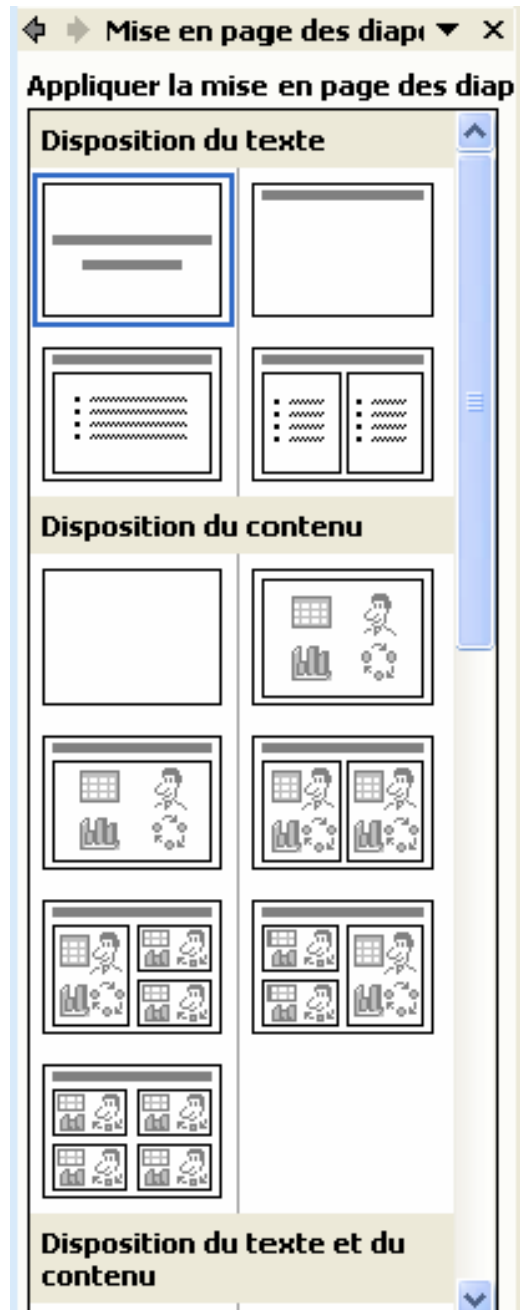 Mise en page des diap
Appliquer la mise en page des diap
Disposition du texte
Disposition du contenu
Disposition du texte et du
contenu